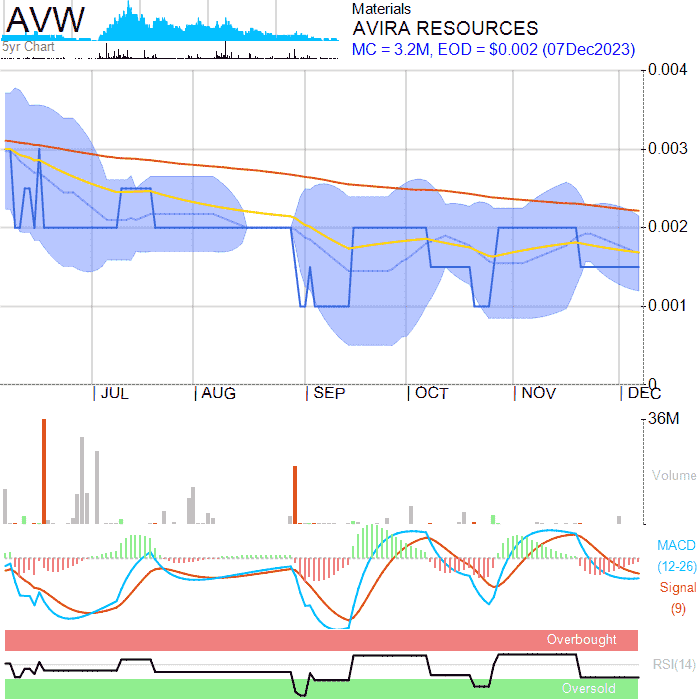 AVW
5yr Chart
Materials
AVIRA RESOURCES
MC = 3.2M, EOD = $0.002 (07Dec2023)
0.004
0.003
0.002
0.001
0
JUL AUG SEP OCT NOV DEC
36M
Volume
MACD
(12-26)
Signal
(9)
Overbought
RSI(14)
Oversold